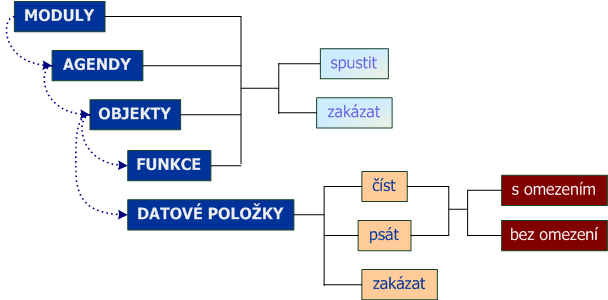 MODULY
AGENDY
spustit
OBJEKTY
zakázat
FUNKCE
DATOVÉ POLOŽKY
číst
s omezením
psát
bez omezení
zakázat